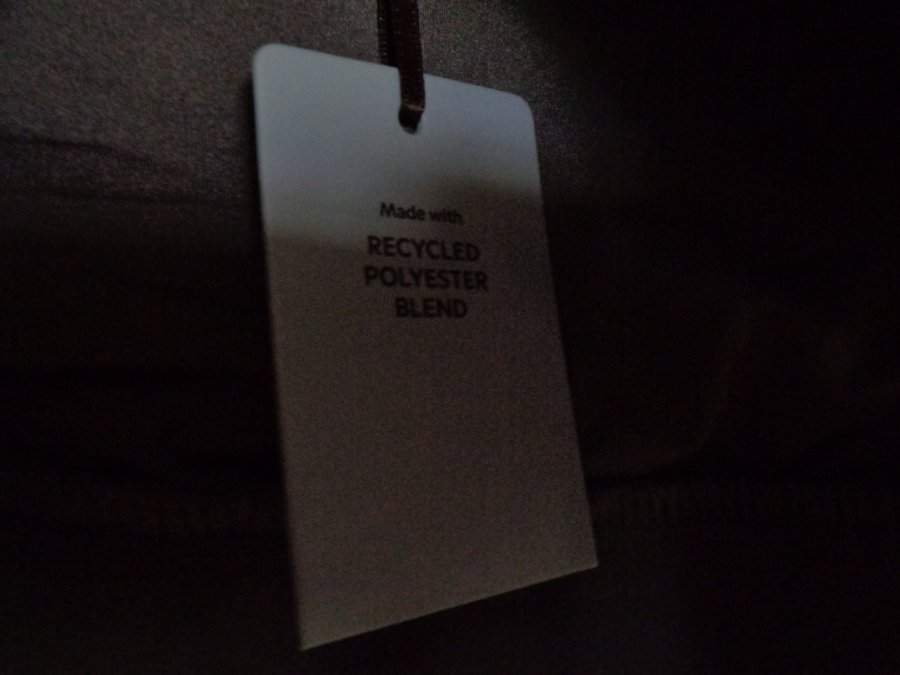 Made with
RECYCLED
POLYESTER
BLEND